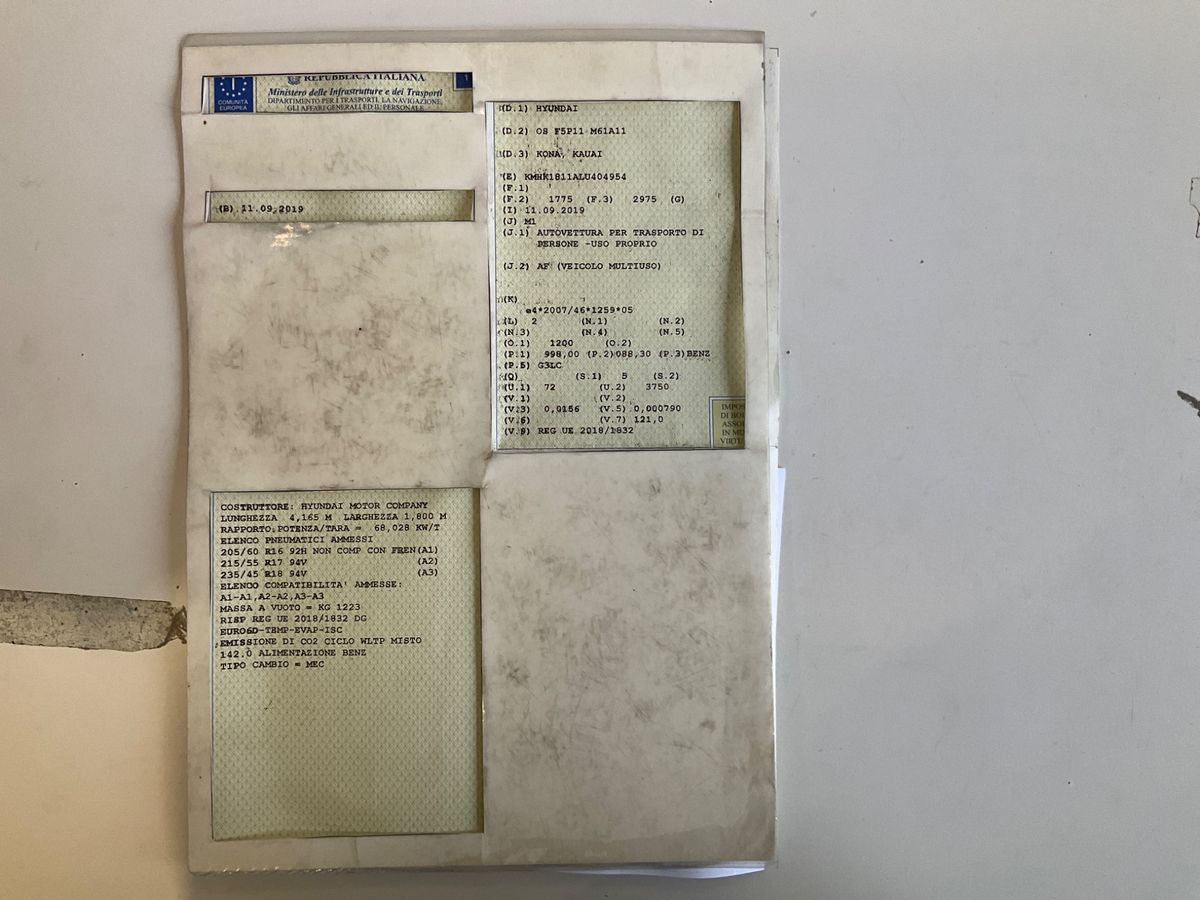 REPUBBLICA ITALIANA
1
Ministero delle Infrastrutture e dei Trasporti
DIPARTIMENTO PER I TRASPORTI, LA NAVIGAZIONE,
GLI AFFARI GENERALI ED IL PERSONALE
COMUNITÀ
EUROPEA
(B) 11.09.2019
(D.1) HYUNDAI
(D.2) OS F5P11 M61A11
(D.3) KONA, KAUAI
(E) KMHK1811ALU404954
(F.1)
(F.2) 1775 (F.3) 2975 (G)
(I) 11.09.2019
(J) M1
(J.1) AUTOVETTURA PER TRASPORTO DI
PERSONE -USO PROPRIO
(J.2) AF (VEICOLO MULTIUSO)
(K)
e4*2007/46*1259*05
(L) 2 (N.1) (N.2)
(N.3) (N.4) (N.5)
(O.1) 1200 (O.2)
(P.1) 998,00 (P.2)088,30 (P.3)BENZ
(P.5) G3LC
(Q) (S.1) 5 (S.2)
(U.1) 72 (U.2) 3750
(V.1) (V.2)
(V.3) 0,0156 (V.5) 0,000790
(V.6) (V.7) 121,0
(V.9) REG UE 2018/1832
IMPOS
DI BOL
ASSO
IN MO
VIRTU
COSTRUTTORE: HYUNDAI MOTOR COMPANY
LUNGHEZZA 4,165 M LARGHEZZA 1,800 M
RAPPORTO:POTENZA/TARA = 68,028 KW/T
ELENCO PNEUMATICI AMMESSI
205/60 R16 92H NON COMP CON FREN(A1)
215/55 R17 94V (A2)
235/45 R18 94V (A3)
ELENCO COMPATIBILITA' AMMESSE:
A1-A1,A2-A2,A3-A3
MASSA A VUOTO = KG 1223
RISP REG UE 2018/1832 DG
EURO6D-TEMP-EVAP-ISC
EMISSIONE DI CO2 CICLO WLTP MISTO
142.0 ALIMENTAZIONE BENZ
TIPO CAMBIO = MEC